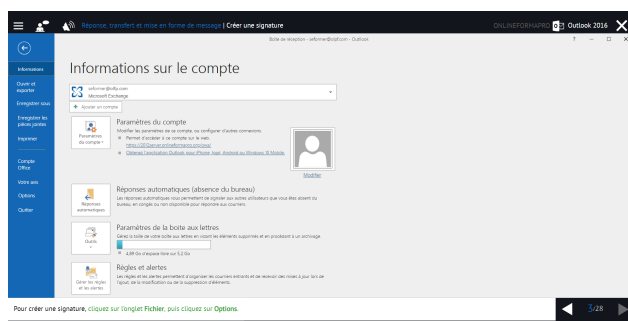 Réponse, transfert et mise en forme de message | Créer une signature
ONLINEFORMAPRO
Outlook 2016
Boîte de réception - seformer@olfp.com - Outlook
Informations
Ouvrir et
exporter
Enregistrer sous
Enregistrer les
pièces jointes
Imprimer
Compte
Office
Votre avis
Options
Quitter
Informations sur le compte
seformer@olfp.com
Microsoft Exchange
Ajouter un compte
Paramètres
du compte
Paramètres du compte
Modifier les paramètres de ce compte, ou configurer d'autres connexions.
Permet d'accéder à ce compte sur le web.
Obtenez l'application Outlook pour iPhone, iPad, Android ou Windows 10 Mobile.
Modifier
Réponses
automatiques
Réponses automatiques (absence du bureau)
Les réponses automatiques vous permettent de signaler aux autres utilisateurs que vous êtes absent du
bureau, en congés ou non disponible pour répondre aux courriers.
Outils
Paramètres de la boîte aux lettres
Gérez la taille de votre boîte aux lettres en vidant les éléments supprimés et en procédant à un archivage.
4,99 Go d'espace libre sur 5,2 Go
Gérer les règles
et les alertes
Règles et alertes
Les règles et les alertes permettent d'organiser les courriers entrants et de recevoir des mises à jour lors de
l'ajout, de la modification ou de la suppression d'éléments.
Pour créer une signature, cliquez sur l'onglet Fichier, puis cliquez sur Options.
3/28